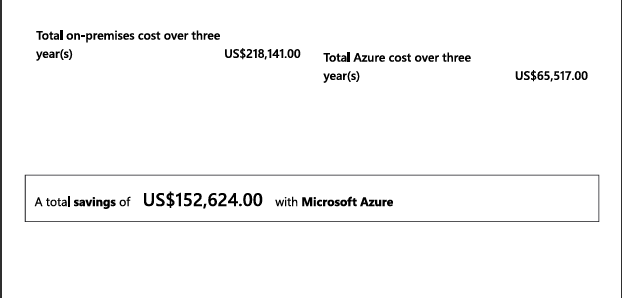 Total on-premises cost over three
year(s) US$218,141.00
Total Azure cost over three
year(s) US$65,517.00
A total savings of US$152,624.00 with Microsoft Azure